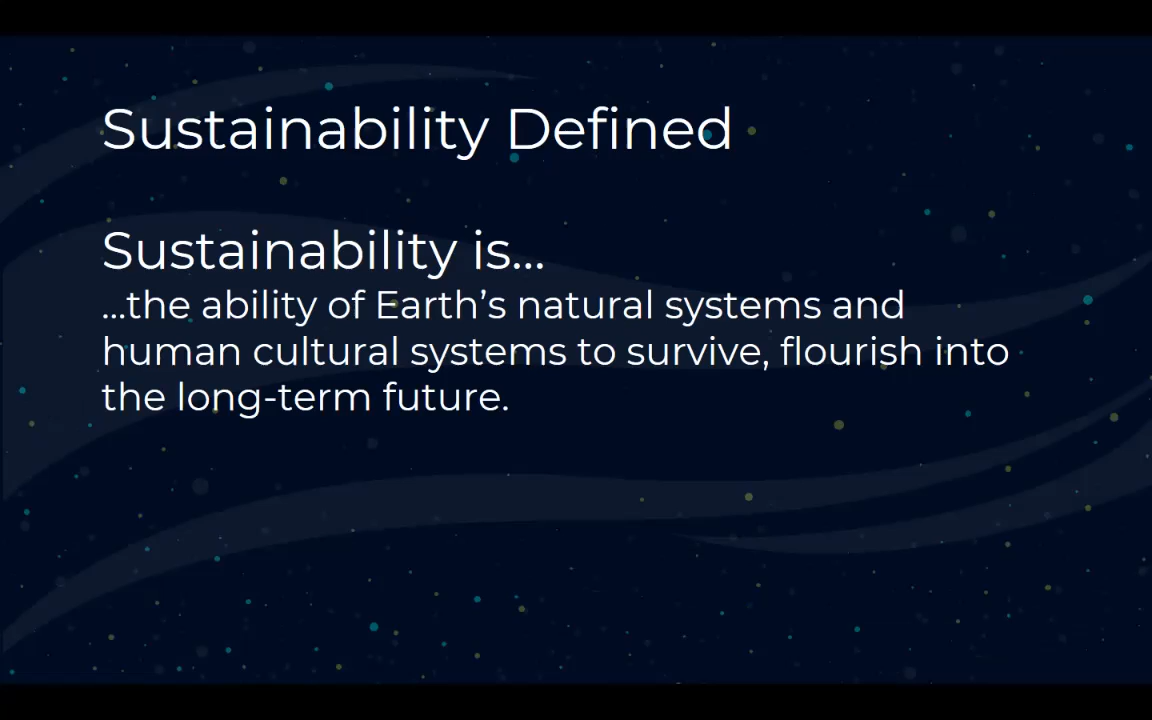 Sustainability Defined
Sustainability is...
...the ability of Earth’s natural systems and
human cultural systems to survive, flourish into
the long-term future.